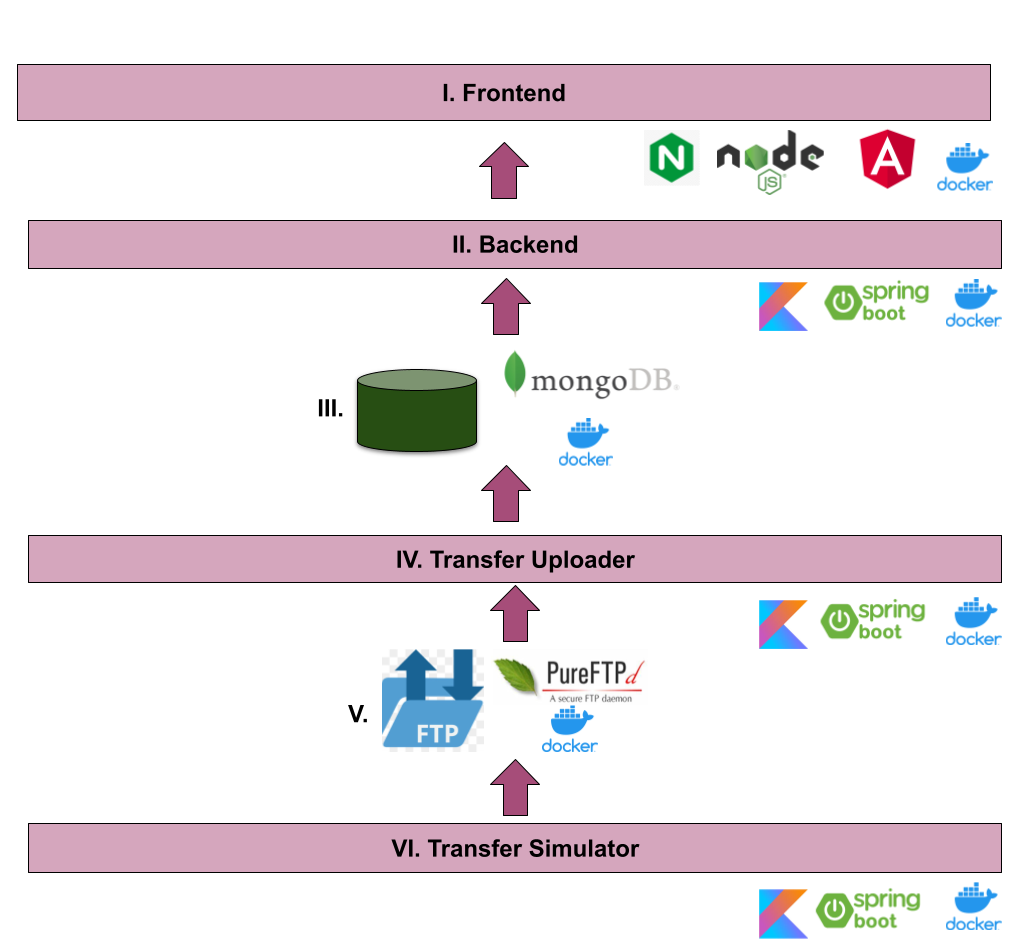 I. Frontend
N
node
JS
A
docker
II. Backend
spring
boot
docker
mongoDB.
III.
docker
IV. Transfer Uploader
spring
boot
docker
PureFTPd
A secure FTP daemon
V.
FTP
docker
VI. Transfer Simulator
spring
boot
docker